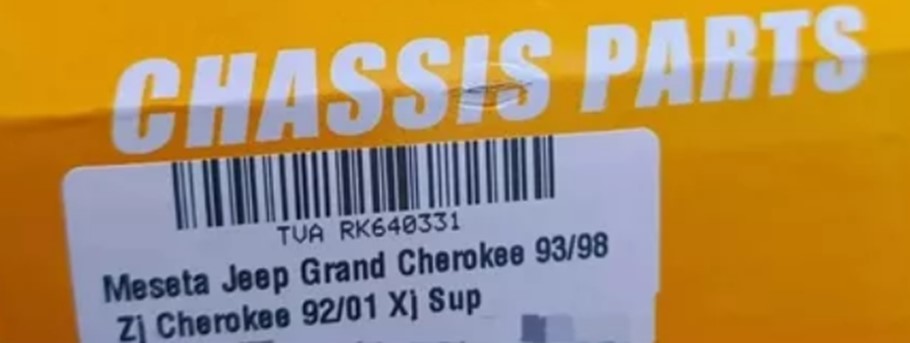 CHASSIS PARTS
TVA RK640331
Meseta Jeep Grand Cherokee 93/98
Zj Cherokee 92/01 Xj Sup